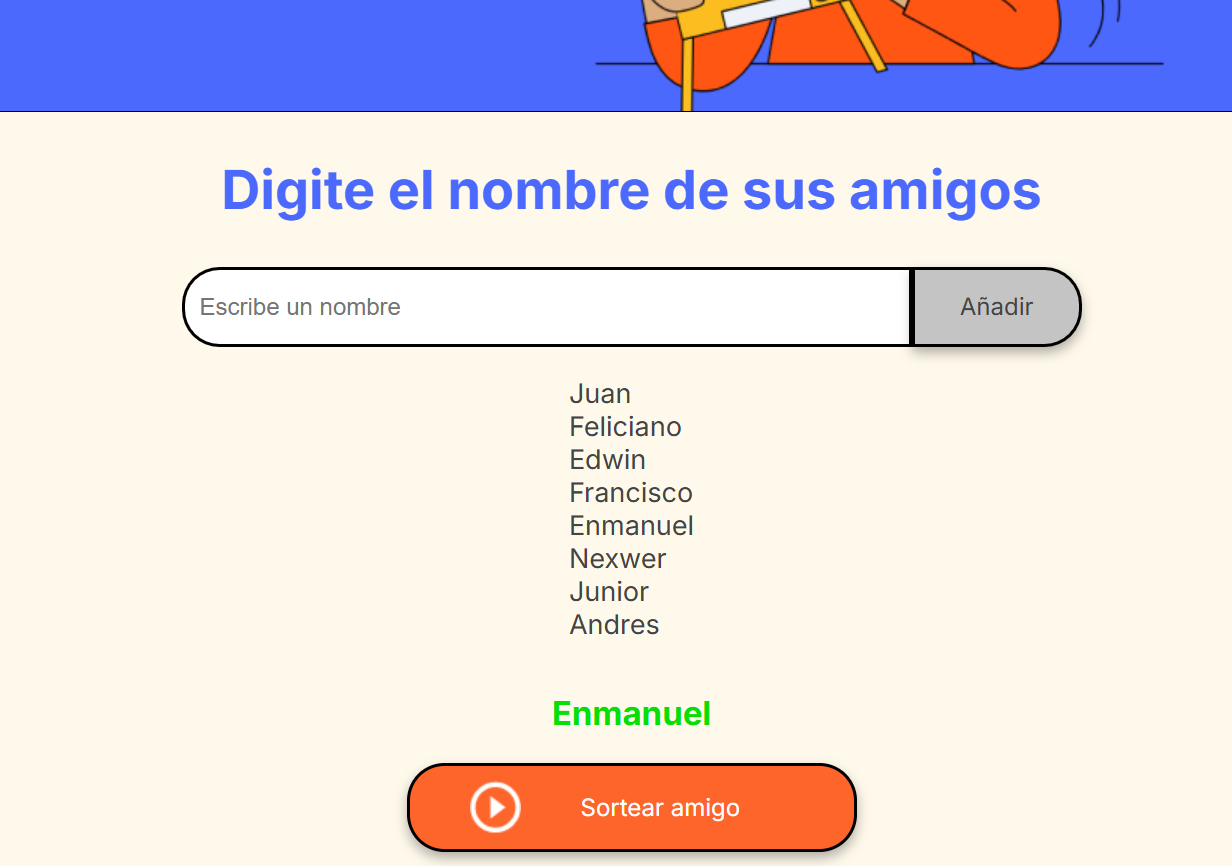 Digite el nombre de sus amigos
Escribe un nombre
Añadir
Juan
Feliciano
Edwin
Francisco
Enmanuel
Nexwer
Junior
Andres
Enmanuel
Sortear amigo